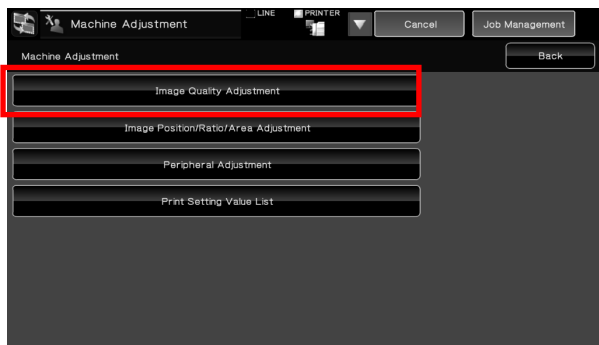 Machine Adjustment
LINE
PRINTER
Cancel
Job Management
Machine Adjustment
Back
Image Quality Adjustment
Image Position/Ratio/Area Adjustment
Peripheral Adjustment
Print Setting Value List